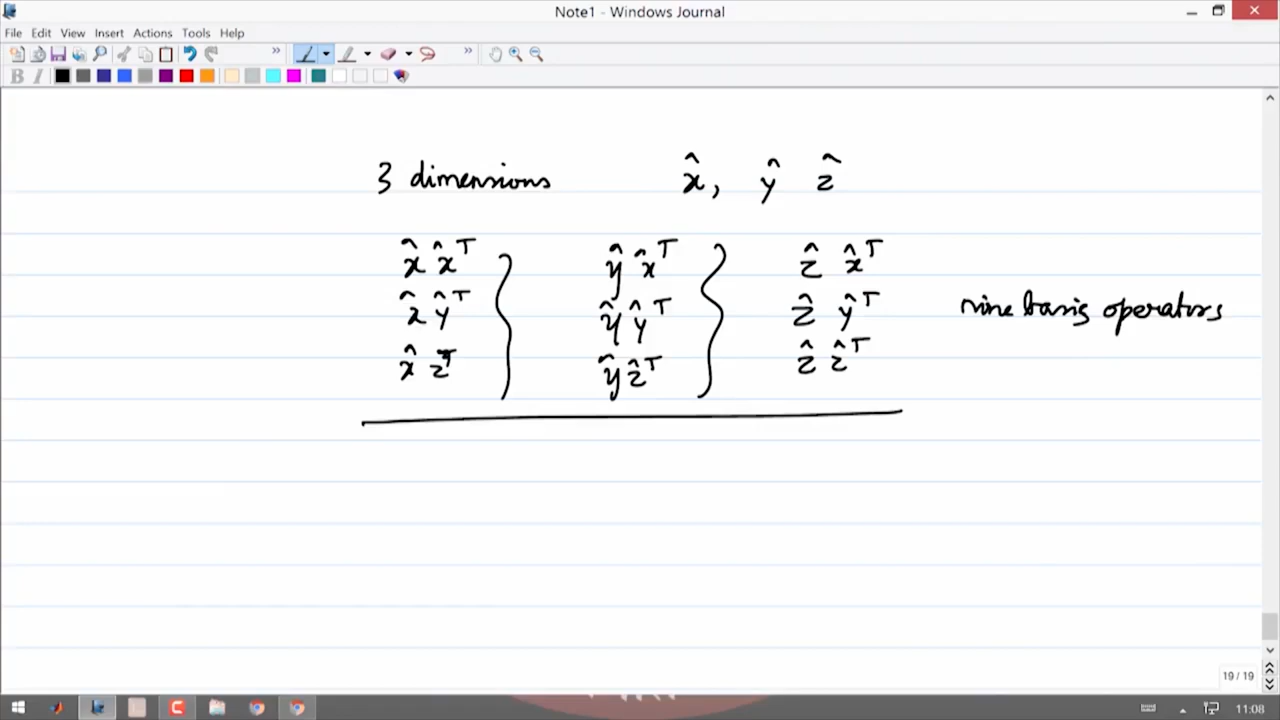 Note1 - Windows Journal
File Edit View Insert Actions Tools Help
3 dimensions x̂, ŷ ẑ
x̂ x̂ᵀ ŷ x̂ᵀ ẑ x̂ᵀ
x̂ ŷᵀ ŷ ŷᵀ ẑ ŷᵀ nine basis operators
x̂ zᵀ ŷ ẑᵀ ẑ ẑᵀ
19 / 19
11:08